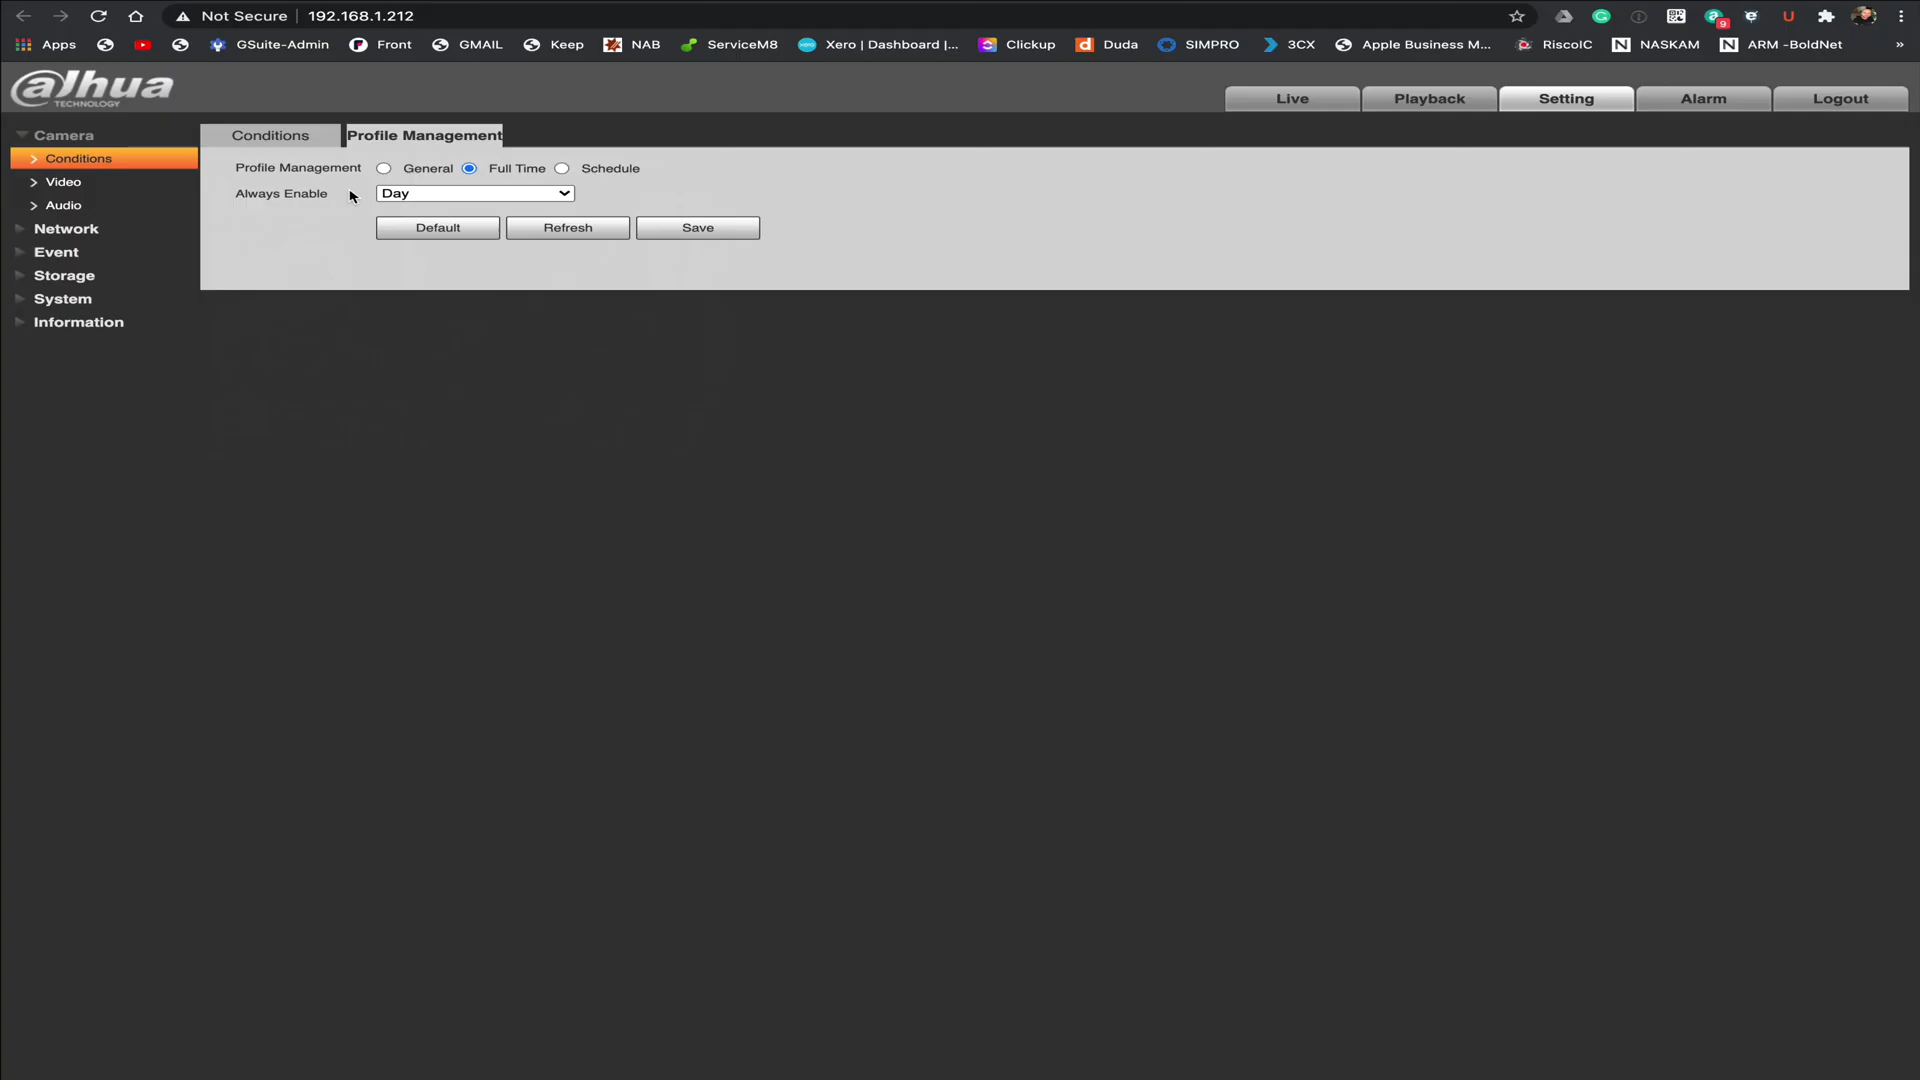 Not Secure 192.168.1.212
Apps GSuite-Admin Front GMAIL Keep NAB ServiceM8 Xero | Dashboard |... Clickup Duda SIMPRO 3CX Apple Business M... RiscoIC NASKAM ARM -BoldNet »
alhua
TECHNOLOGY
Live Playback Setting Alarm Logout
Camera
Conditions
Video
Audio
Network
Event
Storage
System
Information
Conditions Profile Management
Profile Management General Full Time Schedule
Always Enable Day
Default Refresh Save